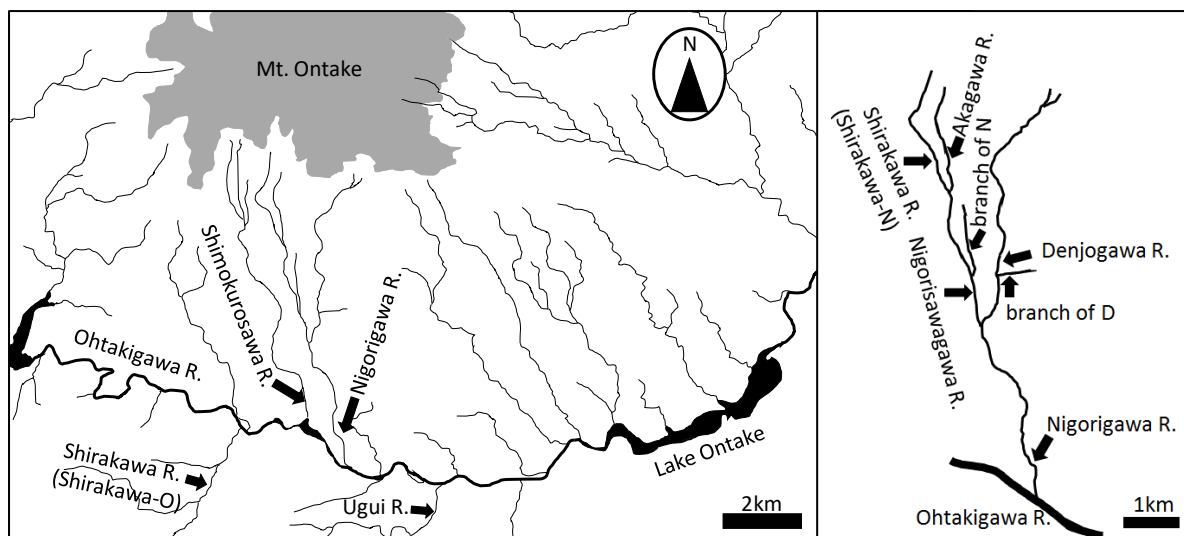 Mt. Ontake
N
Shimokurosawa R.
Nigorigawa R.
Ohtakigawa R.
Shirakawa R.
(Shirakawa-O)
Ugui R.
Lake Ontake
2km
Akagawa R.
Shirakawa R.
(Shirakawa-N)
branch of N
Nigorisawagawa R.
Denjogawa R.
branch of D
Nigorigawa R.
Ohtakigawa R.
1km